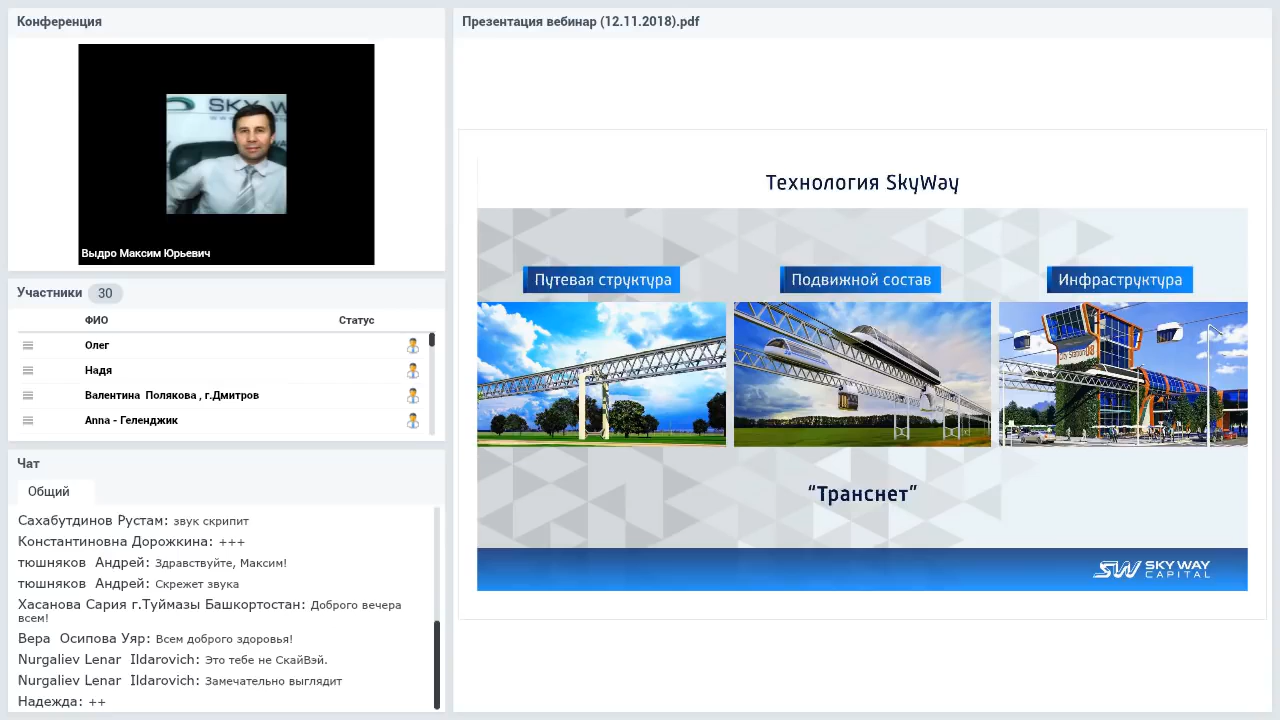 Конференция
SKY W
Выдро Максим Юрьевич
Участники 30
ФИО Статус
Олег
Надя
Валентина Полякова , г.Дмитров
Anna - Геленджик
Чат
Общий
Сахабутдинов Рустам: звук скрипит
Константиновна Дорожкина: +++
тюшняков Андрей: Здравствуйте, Максим!
тюшняков Андрей: Скрежет звука
Хасанова Сария г.Туймазы Башкортостан: Доброго вечера
всем!
Вера Осипова Уяр: Всем доброго здоровья!
Nurgaliev Lenar Ildarovich: Это тебе не СкайВэй.
Nurgaliev Lenar Ildarovich: Замечательно выглядит
Надежда: ++
Презентация вебинар (12.11.2018).pdf
Технология SkyWay
Путевая структура
Подвижной состав
Инфраструктура
“Транснет”
SW SKY WAY
CAPITAL